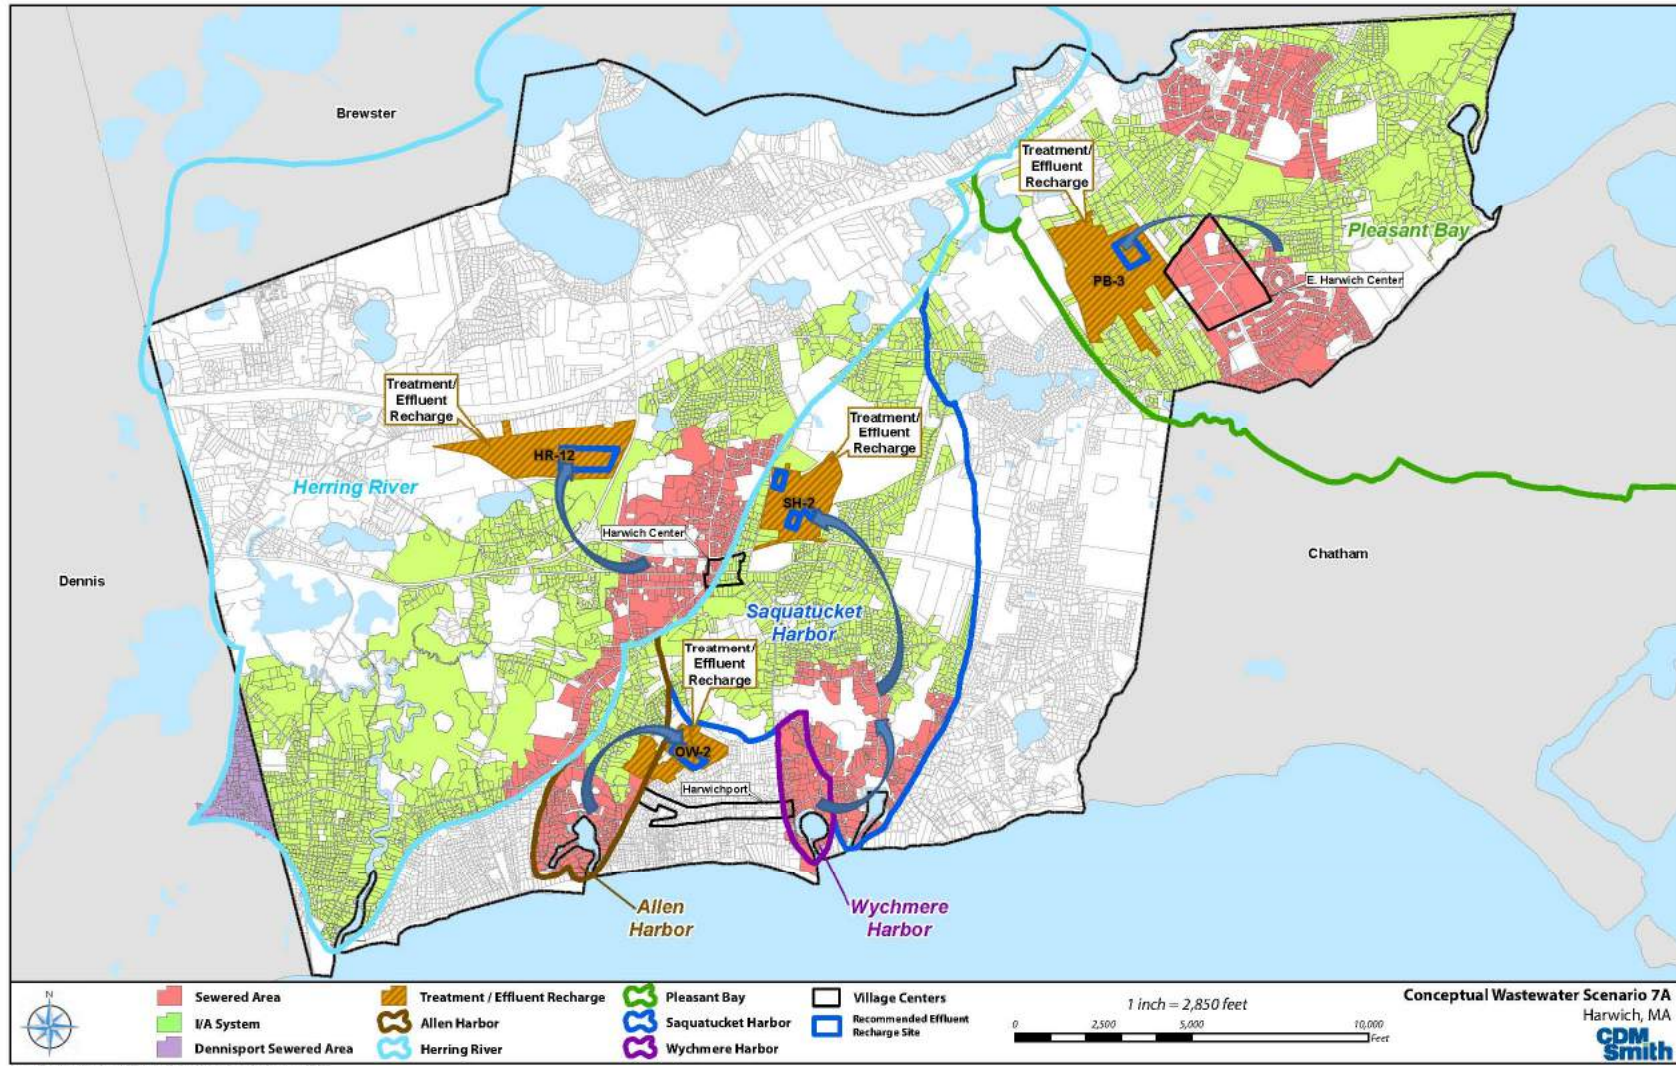 Brewster
Treatment/
Effluent
Recharge
Pleasant Bay
PB-3
E. Harwich Center
Treatment/
Effluent
Recharge
Treatment/
Effluent
Recharge
HR-12
Herring River
SH-2
Harwich Center
Chatham
Dennis
Saquatucket
Harbor
Treatment/
Effluent
Recharge
OW-2
Harwichport
Allen
Harbor
Wychmere
Harbor
N
Sewered Area
I/A System
Dennisport Sewered Area
Treatment / Effluent Recharge
Allen Harbor
Herring River
Pleasant Bay
Saquatucket Harbor
Wychmere Harbor
Village Centers
Recommended Effluent
Recharge Site
1 inch = 2,850 feet
0 2,500 5,000 10,000
Feet
Conceptual Wastewater Scenario 7A
Harwich, MA
CDM
Smith